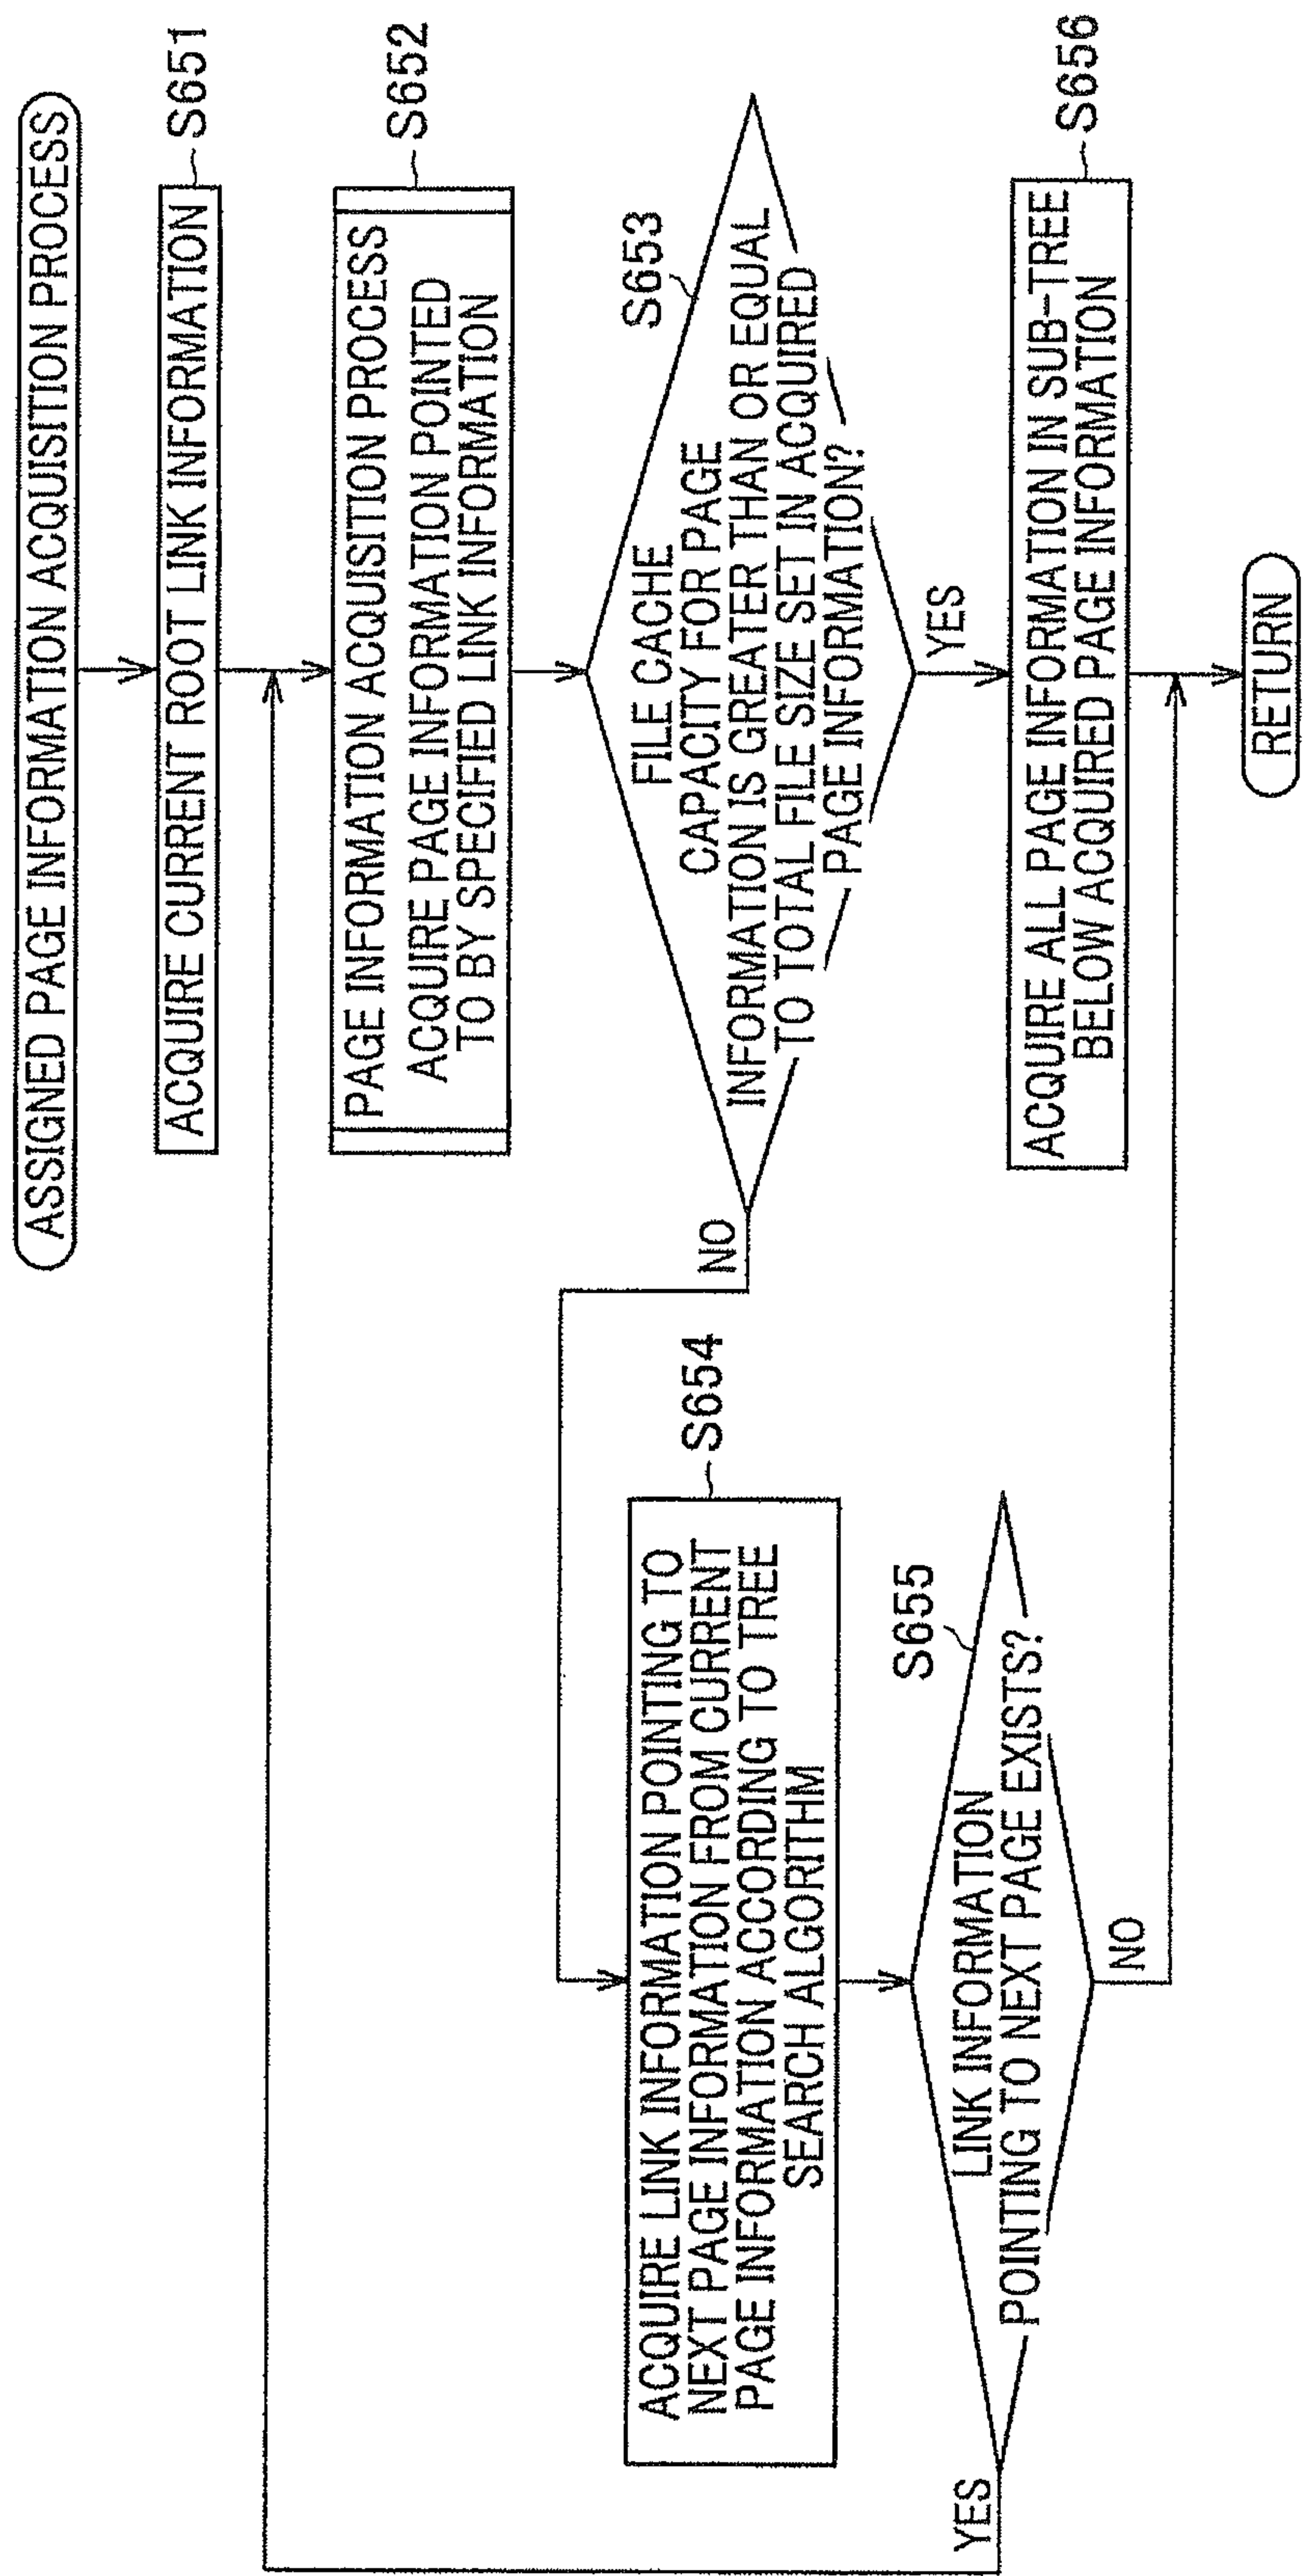 ASSIGNED PAGE INFORMATION ACQUISITION PROCESS
ACQUIRE CURRENT ROOT LINK INFORMATION
S651
PAGE INFORMATION ACQUISITION PROCESS
ACQUIRE PAGE INFORMATION POINTED
TO BY SPECIFIED LINK INFORMATION
S652
S653
FILE CACHE
CAPACITY FOR PAGE
INFORMATION IS GREATER THAN OR EQUAL
TO TOTAL FILE SIZE SET IN ACQUIRED
PAGE INFORMATION?
NO
YES
ACQUIRE LINK INFORMATION POINTING TO
NEXT PAGE INFORMATION FROM CURRENT
PAGE INFORMATION ACCORDING TO TREE
SEARCH ALGORITHM
S654
S655
LINK INFORMATION
POINTING TO NEXT PAGE EXISTS?
YES
NO
ACQUIRE ALL PAGE INFORMATION IN SUB-TREE
BELOW ACQUIRED PAGE INFORMATION
S656
RETURN